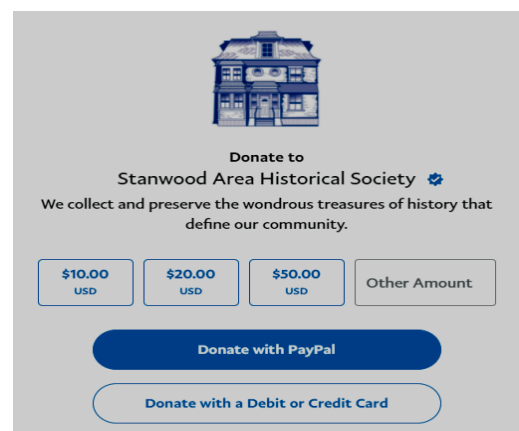 Donate to
Stanwood Area Historical Society
We collect and preserve the wondrous treasures of history that
define our community.
$10.00 $20.00 $50.00 Other Amount
USD USD USD
Donate with PayPal
Donate with a Debit or Credit Card